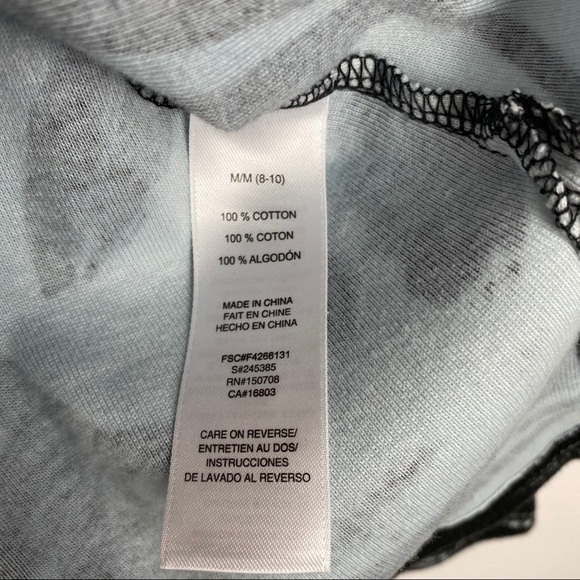 M/M (8-10)
100 % COTTON
100 % COTON
100 % ALGODÓN
MADE IN CHINA
FAIT EN CHINE
HECHO EN CHINA
FSC#F4266131
S#245385
RN#150708
CA#16803
CARE ON REVERSE/
ENTRETIEN AU DOS/
INSTRUCCIONES
DE LAVADO AL REVERSO